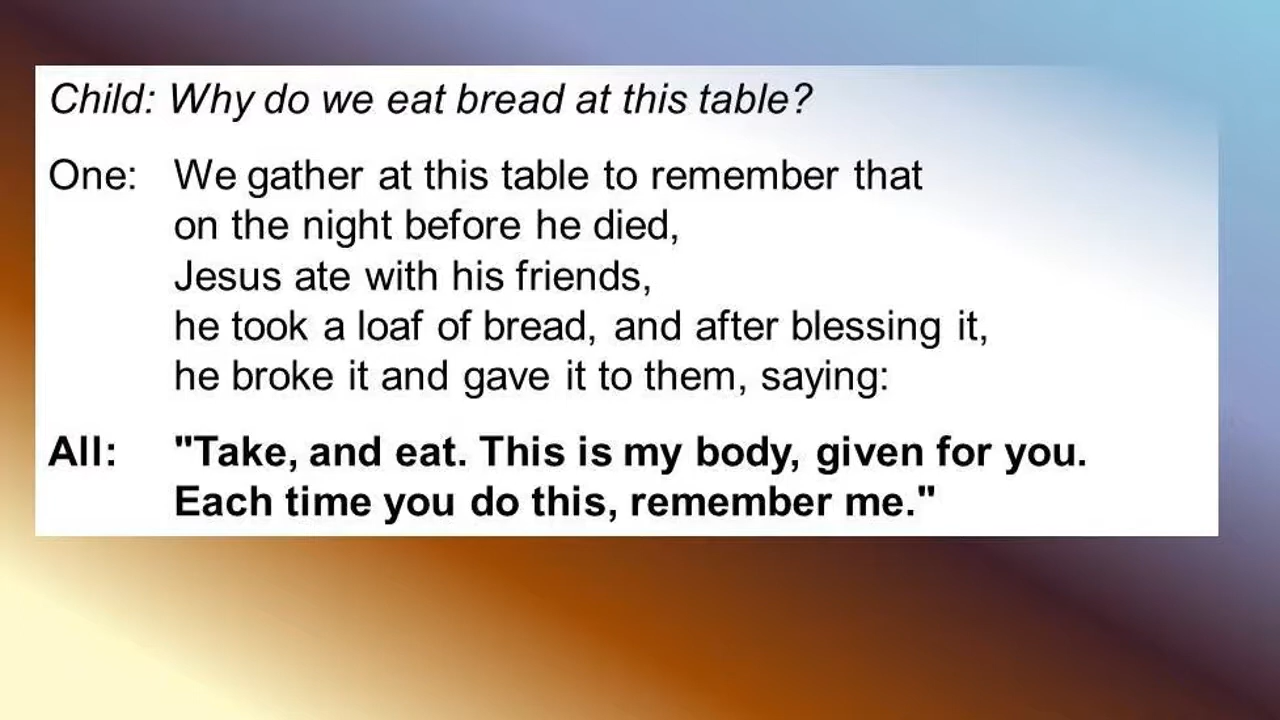 Child: Why do we eat bread at this table?
One: We gather at this table to remember that
on the night before he died,
Jesus ate with his friends,
he took a loaf of bread, and after blessing it,
he broke it and gave it to them, saying:
All: "Take, and eat. This is my body, given for you.
Each time you do this, remember me."